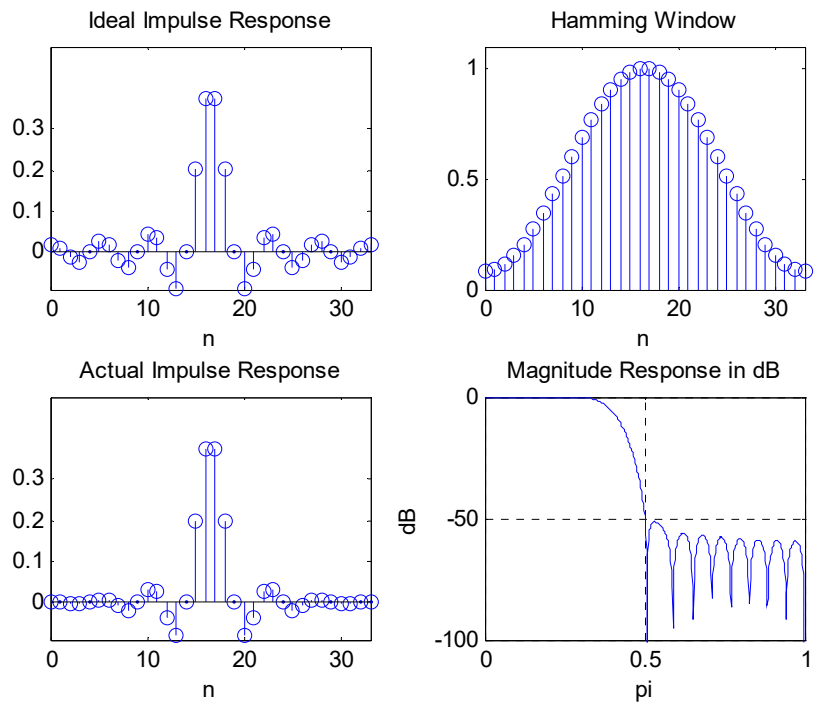 Ideal Impulse Response
0.3
0.2
0.1
0
0 10 20 30
n
Hamming Window
1
0.5
0
0 10 20 30
n
Actual Impulse Response
0.3
0.2
0.1
0
0 10 20 30
n
Magnitude Response in dB
dB
0
-50
-100
0 0.5 1
pi